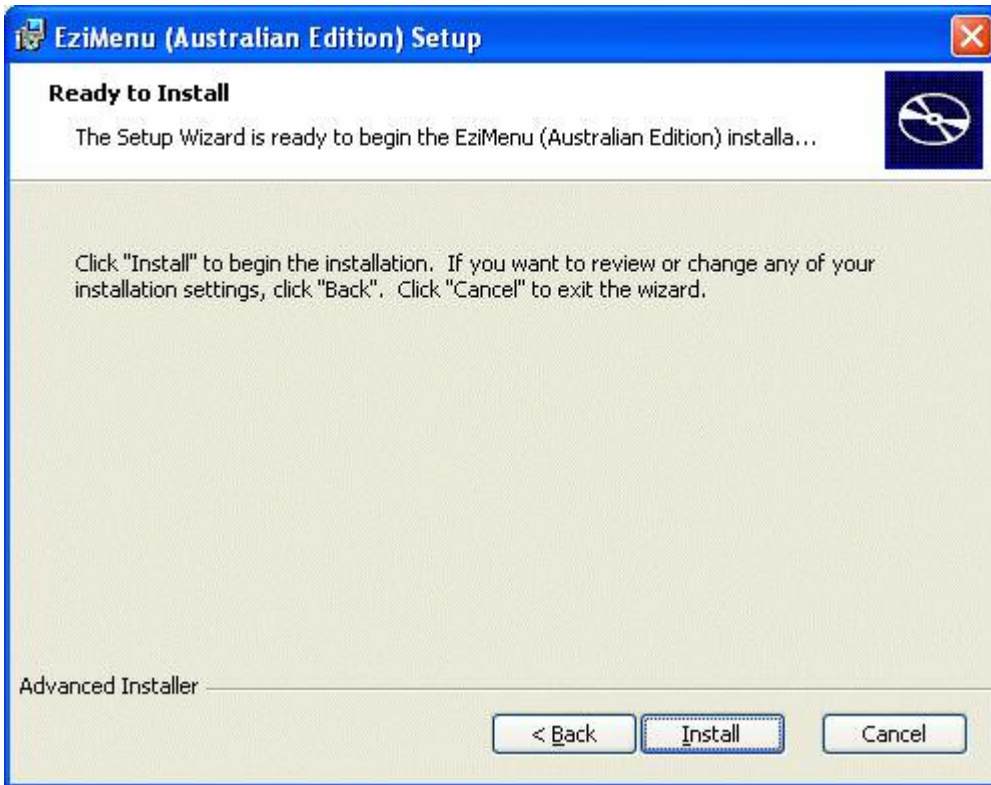 EziMenu (Australian Edition) Setup
Ready to Install
The Setup Wizard is ready to begin the EziMenu (Australian Edition) installa...
Click "Install" to begin the installation. If you want to review or change any of your
installation settings, click "Back". Click "Cancel" to exit the wizard.
Advanced Installer
< Back
Install
Cancel